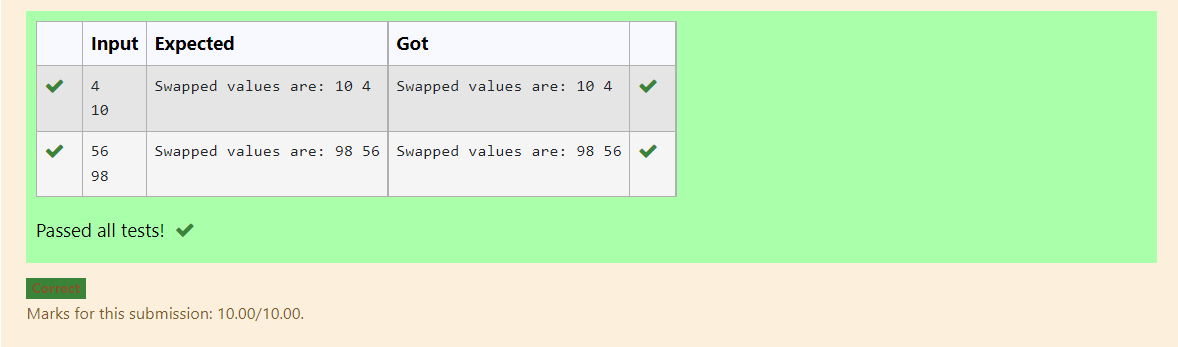 Input Expected Got
4 Swapped values are: 10 4 Swapped values are: 10 4
10
56 Swapped values are: 98 56 Swapped values are: 98 56
98
Passed all tests!
Correct
Marks for this submission: 10.00/10.00.